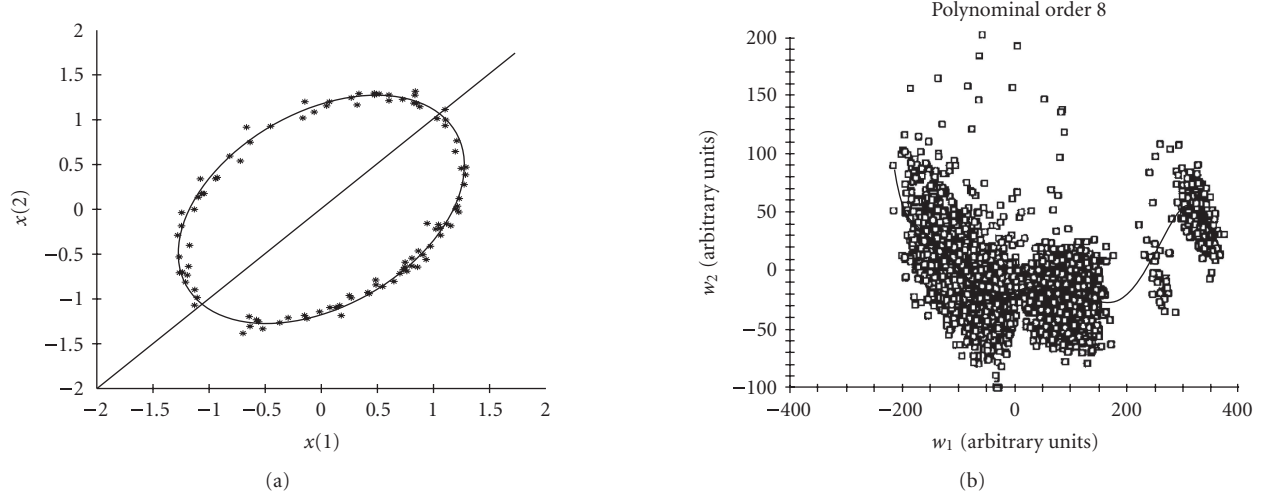 2
1.5
1
0.5
0
−0.5
−1
−1.5
−2
x(2)
−2 −1.5 −1 −0.5 0 0.5 1 1.5 2
x(1)
(a)
Polynominal order 8
200
150
100
50
0
−50
−100
w2 (arbitrary units)
−400 −200 0 200 400
w1 (arbitrary units)
(b)